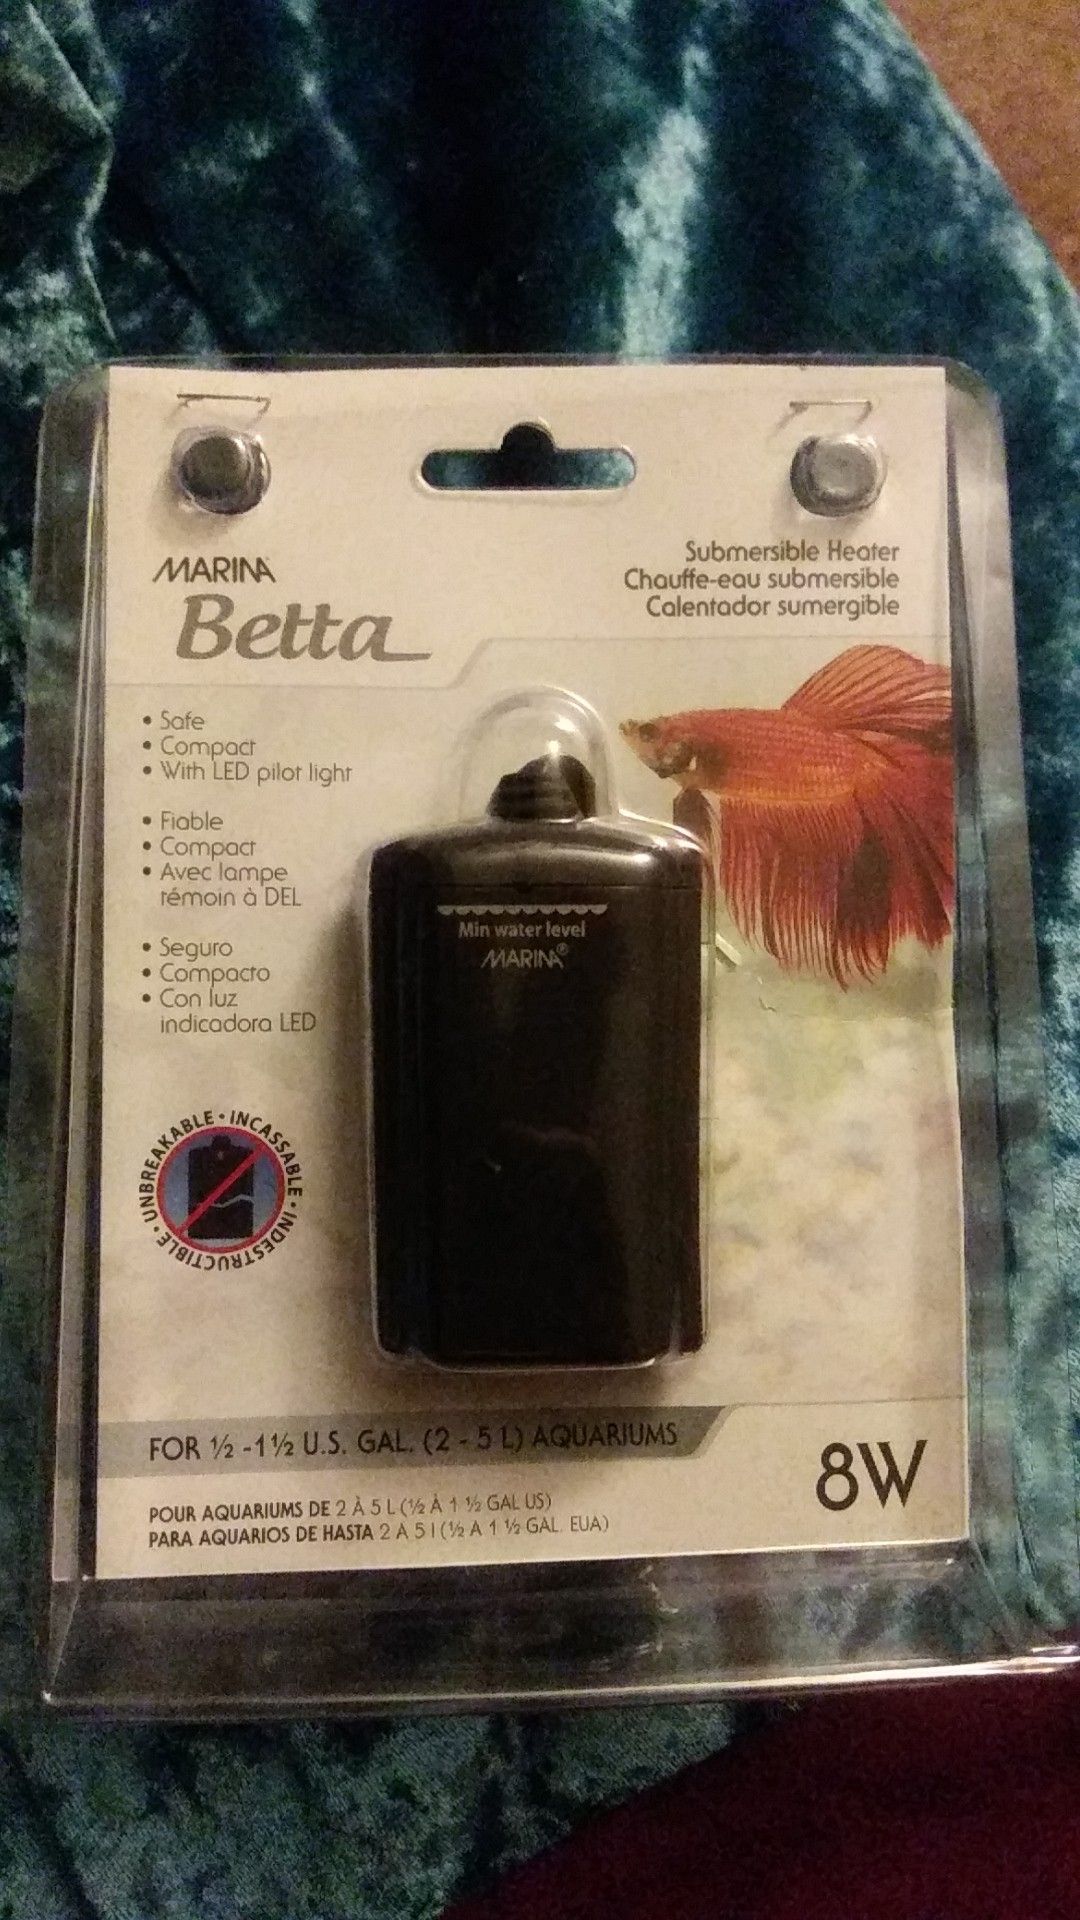 MARINA
Betta
Submersible Heater
Chauffe-eau submersible
Calentador sumergible
• Safe
• Compact
• With LED pilot light
• Fiable
• Compact
• Avec lampe
témoin à DEL
• Seguro
• Compacto
• Con luz
indicadora LED
Min water level
MARINA®
UNBREAKABLE • INCASSABLE • INDESTRUCTIBLE •
FOR ½ -1½ U.S. GAL. (2 - 5 L) AQUARIUMS
8W
POUR AQUARIUMS DE 2 À 5 L (½ À 1 ½ GAL US)
PARA AQUARIOS DE HASTA 2 A 5 l (½ A 1 ½ GAL. EUA)